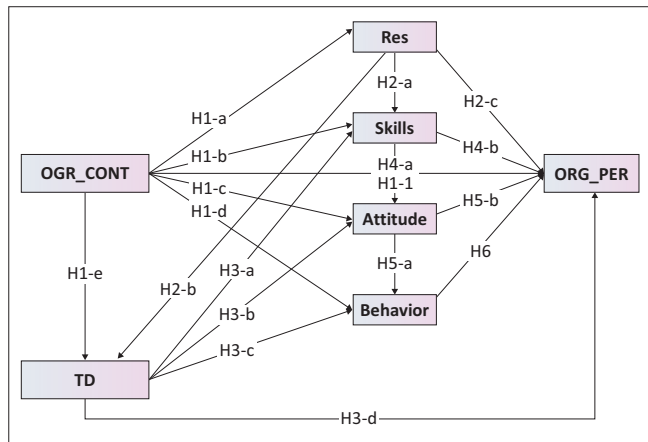 Res
H2-a
H2-c
H1-a
Skills
H1-b
H4-b
H4-a
OGR_CONT
ORG_PER
H1-c
H1-1
H5-b
H1-d
Attitude
H6
H3-a
H5-a
H1-e
H2-b
Behavior
H3-b
H3-c
TD
H3-d